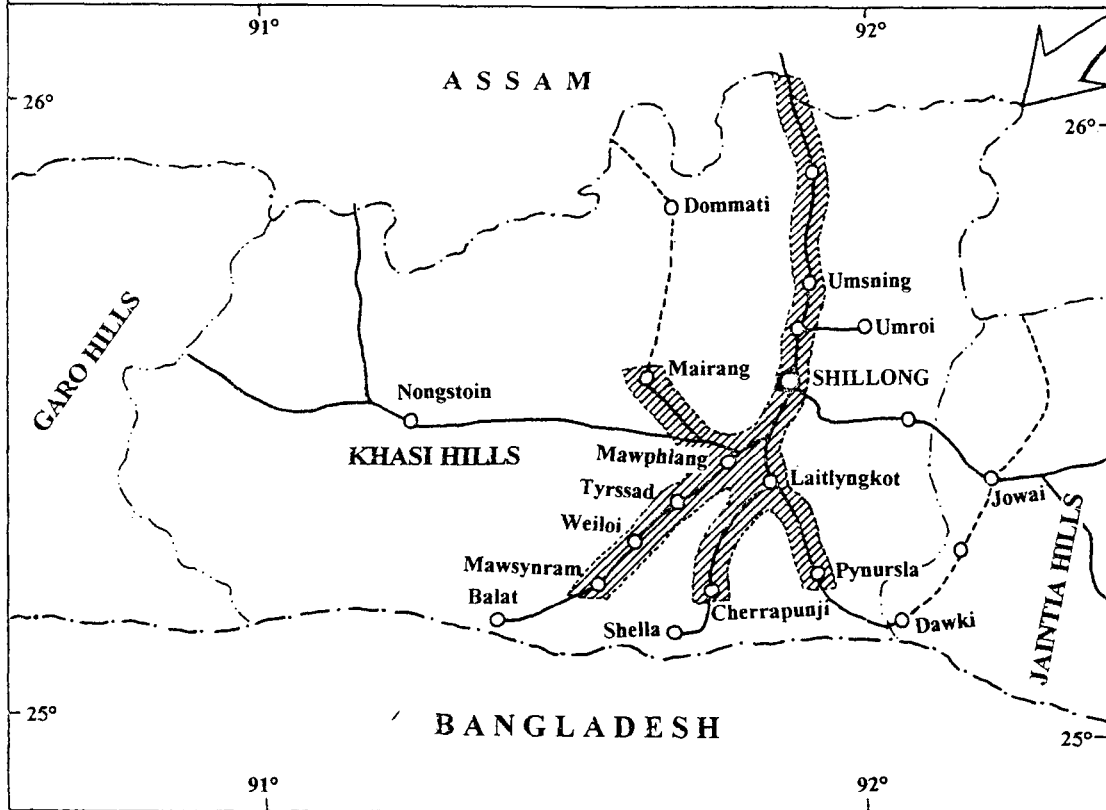 91°
92°
ASSAM
26°
26°
Dommati
Umsning
Umroi
GARO HILLS
Mairang
SHILLONG
Nongstoin
KHASI HILLS
Mawphlang
Laitlyngkot
Tyrssad
Jowai
Weiloi
Mawsynram
Pynursla
Balat
Cherrapunji
Shella
Dawki
JAINTIA HILLS
25°
BANGLADESH
25°
91°
92°